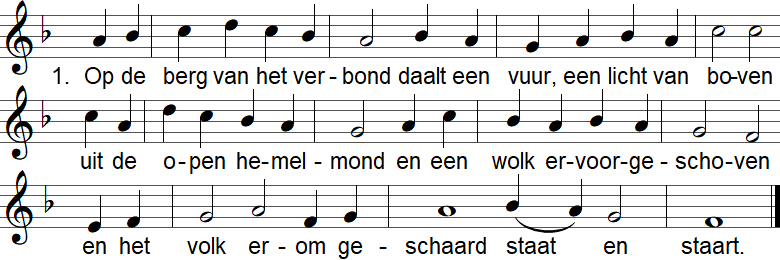 1. Op de berg van het ver - bond daalt een vuur, een licht van bo-ven
uit de o-pen he-mel - mond en een wolk er-voor-ge - scho-ven
en het volk er - om ge - schaard staat en staart.